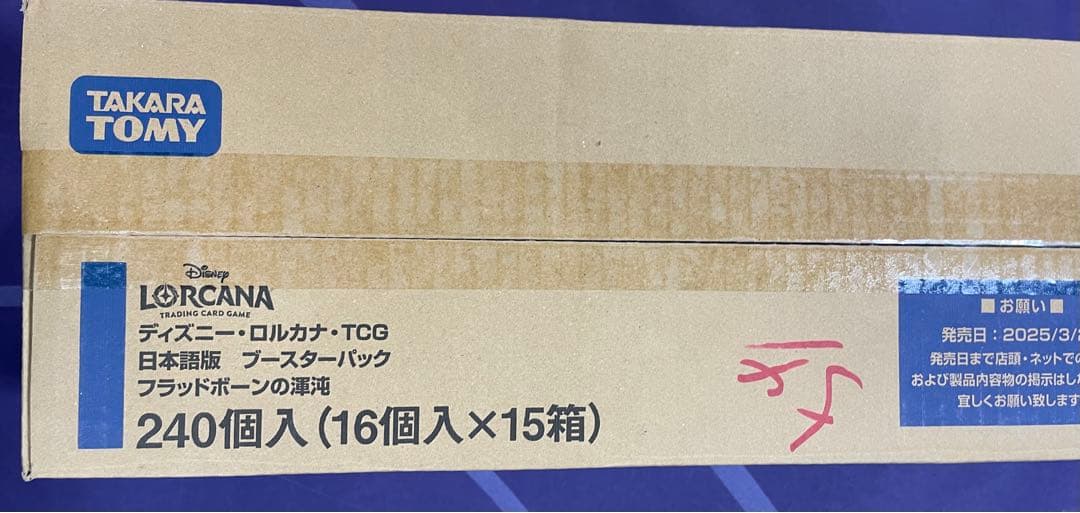 TAKARA
TOMY
Disney
LORCANA
TRADING CARD GAME
ディズニー・ロルカナ・TCG
日本語版 ブースターパック
フラッドボーンの渾沌
240個入(16個入×15箱)
■お願い■
発売日:2025/3/2
発売日まで店頭・ネットでの
および製品内容物の掲示はした
宜しくお願い致します